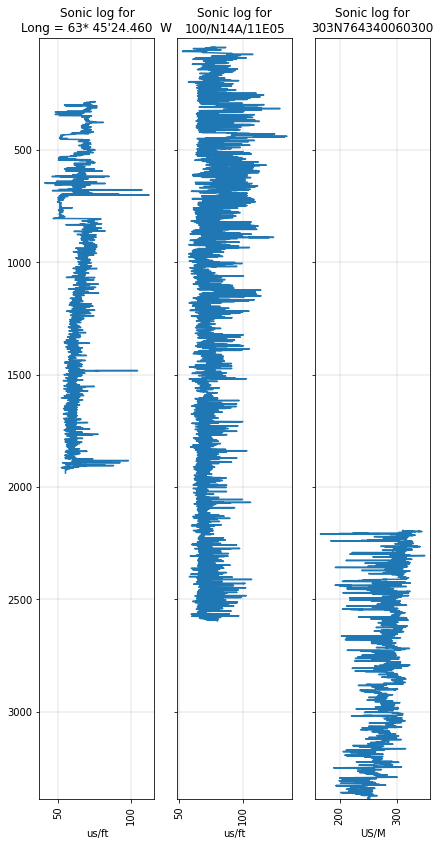 Sonic log for
Long = 63* 45'24.460  W
Sonic log for
100/N14A/11E05
Sonic log for
303N764340060300
500
1000
1500
2000
2500
3000
50
100
us/ft
50
100
us/ft
200
300
US/M